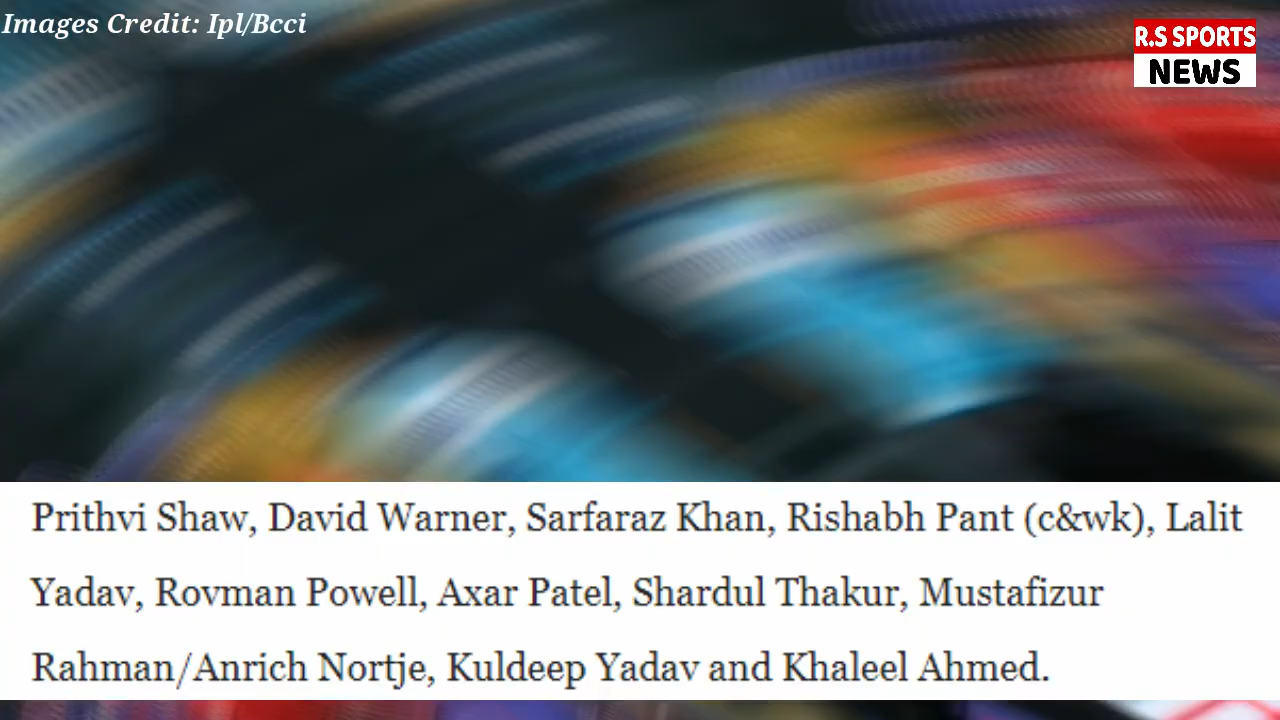 Images Credit: Ipl/Bcci
R.S SPORTS
NEWS
Prithvi Shaw, David Warner, Sarfaraz Khan, Rishabh Pant (c&wk), Lalit
Yadav, Rovman Powell, Axar Patel, Shardul Thakur, Mustafizur
Rahman/Anrich Nortje, Kuldeep Yadav and Khaleel Ahmed.